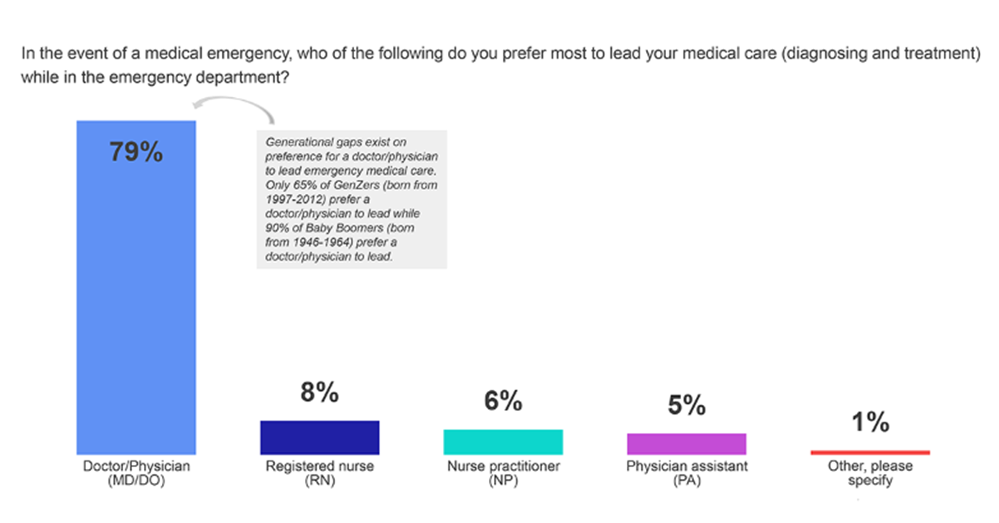 In the event of a medical emergency, who of the following do you prefer most to lead your medical care (diagnosing and treatment)
while in the emergency department?
79%
Generational gaps exist on
preference for a doctor/physician
to lead emergency medical care.
Only 65% of GenZers (born from
1997-2012) prefer a
doctor/physician to lead while
90% of Baby Boomers (born
from 1946-1964) prefer a
doctor/physician to lead.
8%
6%
5%
1%
Doctor/Physician
(MD/DO)
Registered nurse
(RN)
Nurse practitioner
(NP)
Physician assistant
(PA)
Other, please
specify